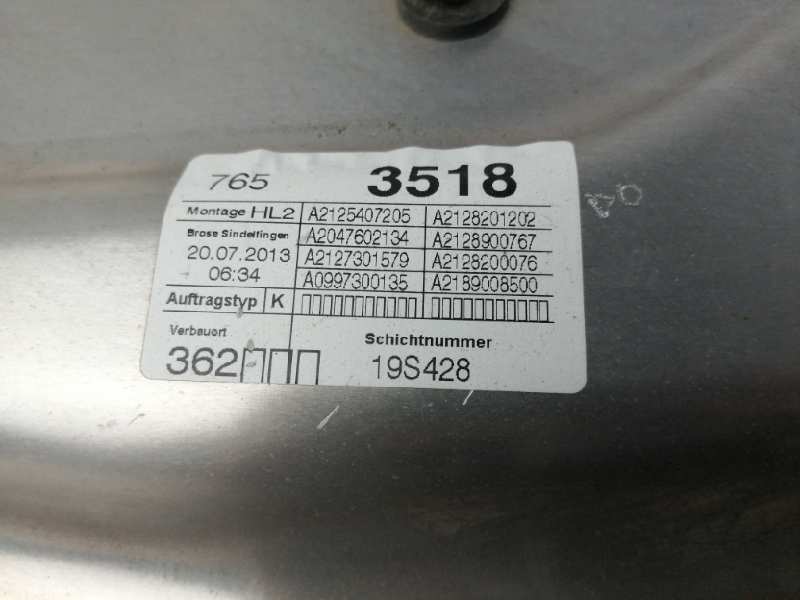 765 3518
Montage HL2 A2125407205 A2128201202
Brose Sindelfingen A2047602134 A2128900767
20.07.2013 A2127301579 A2128200076
06:34 A0997300135 A2189008500
Auftragstyp K
Verbauort Schichtnummer
362 19S428